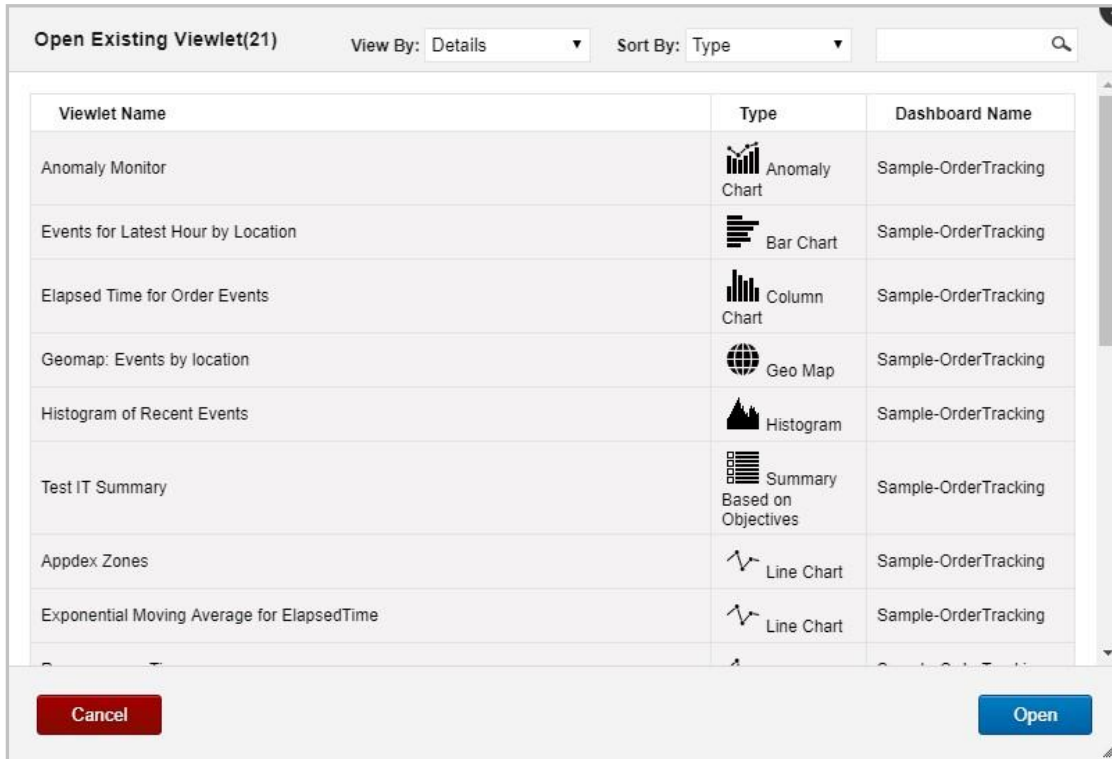 Open Existing Viewlet(21) View By: Details Sort By: Type
Viewlet Name Type Dashboard Name
Anomaly Monitor Anomaly Chart Sample-OrderTracking
Events for Latest Hour by Location Bar Chart Sample-OrderTracking
Elapsed Time for Order Events Column Chart Sample-OrderTracking
Geomap: Events by location Geo Map Sample-OrderTracking
Histogram of Recent Events Histogram Sample-OrderTracking
Test IT Summary Summary Based on Objectives Sample-OrderTracking
Appdex Zones Line Chart Sample-OrderTracking
Exponential Moving Average for ElapsedTime Line Chart Sample-OrderTracking
Cancel Open